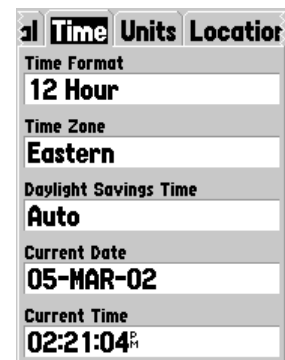 al Time Units Location
Time Format
12 Hour
Time Zone
Eastern
Daylight Savings Time
Auto
Current Date
05-MAR-02
Current Time
02:21:04PM